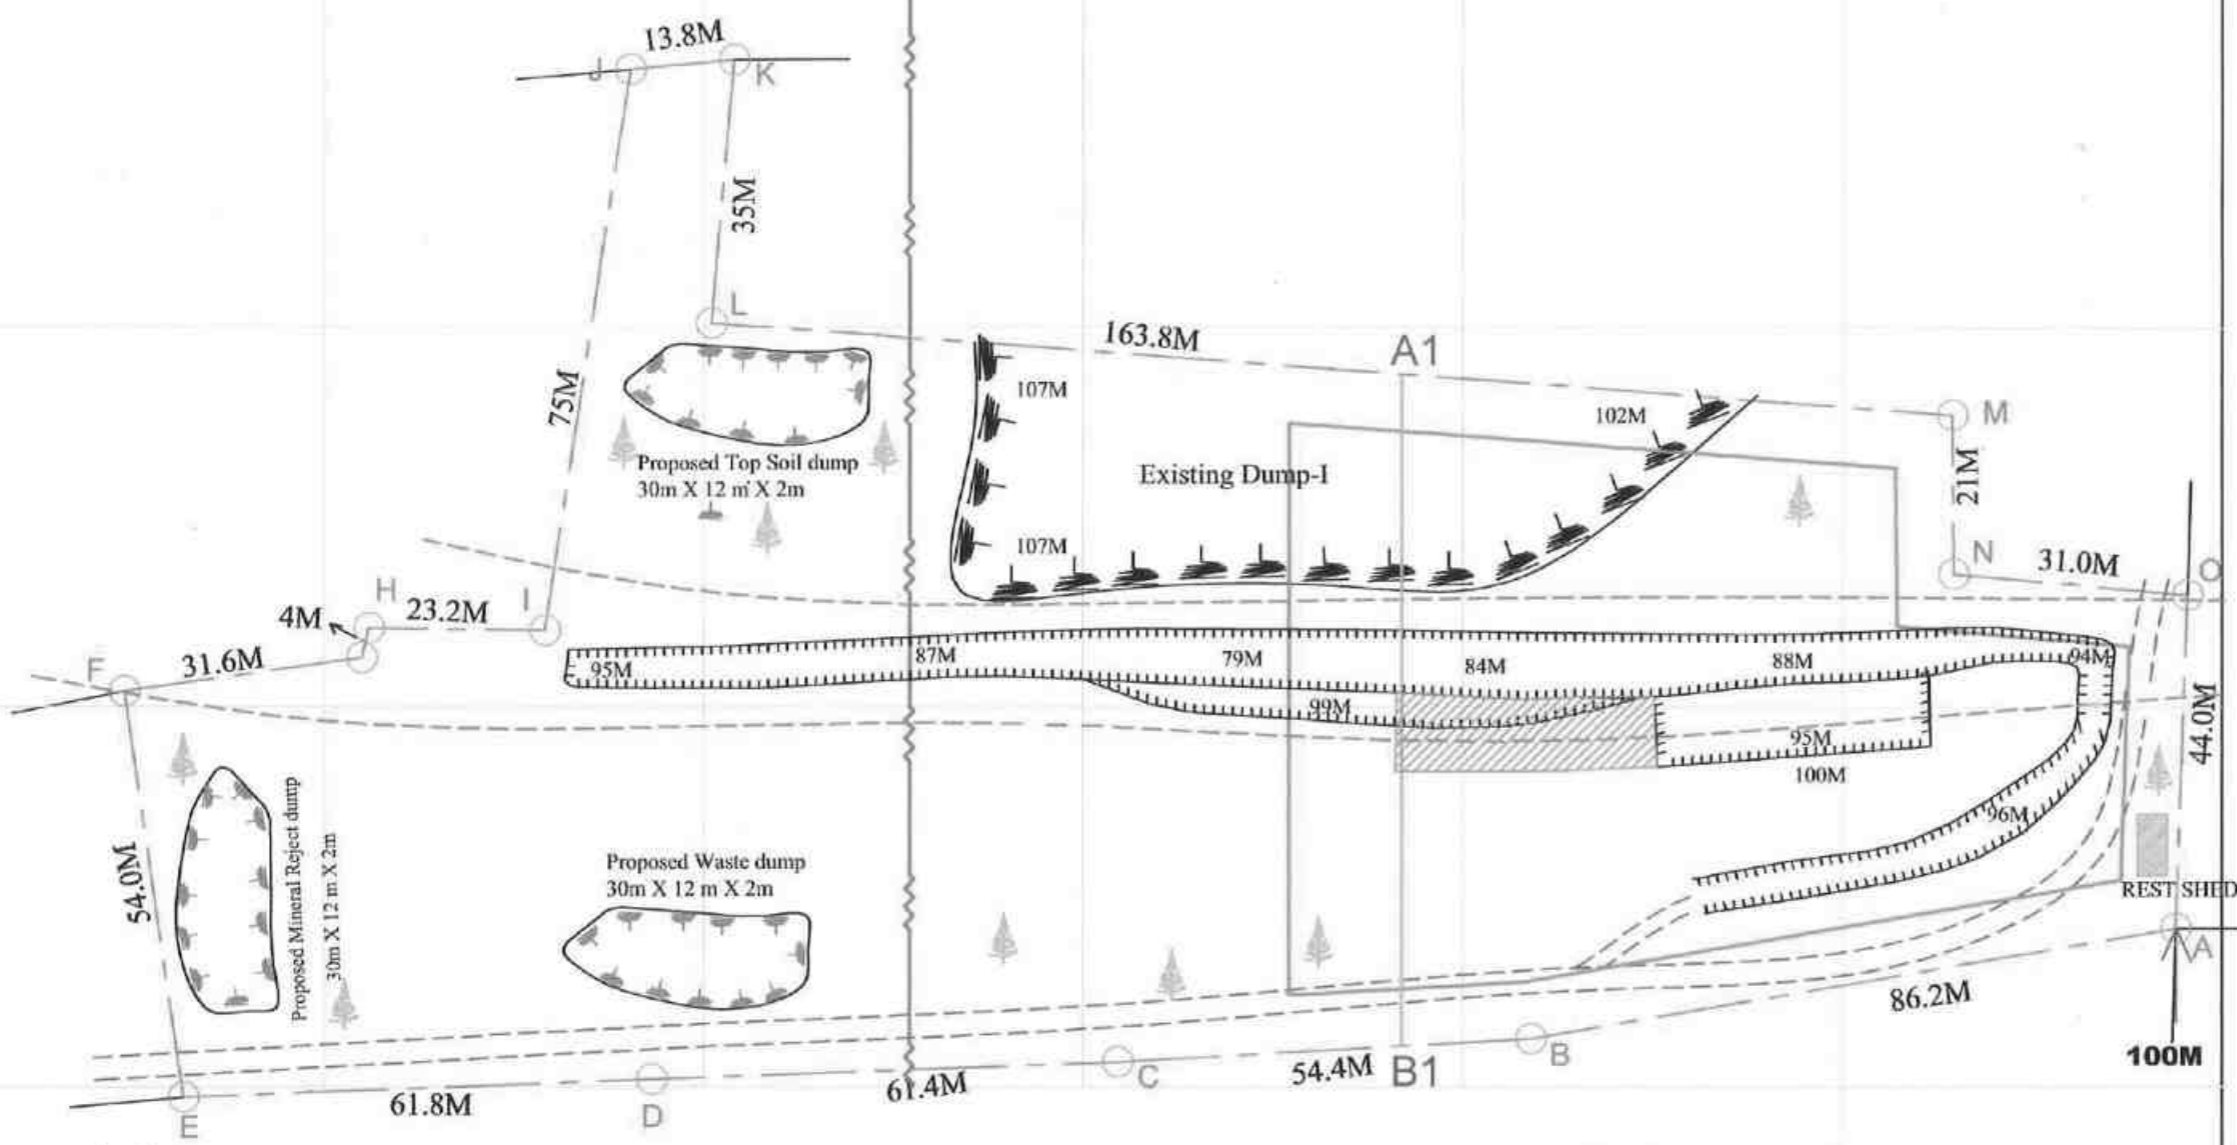 13.8M
J
K
35M
L
163.8M
A1
107M
102M
M
75M
Existing Dump-I
21M
Proposed Top Soil dump
30m X 12 m X 2m
107M
N
31.0M
O
H
4M
23.2M
I
F
31.6M
95M
87M
79M
84M
88M
94M
99M
44.0M
95M
100M
96M
Proposed Mineral Reject dump
30m X 12 m X 2m
54.0M
Proposed Waste dump
30m X 12 m X 2m
REST SHED
A
86.2M
100M
B
C
54.4M
B1
61.4M
61.8M
D
E